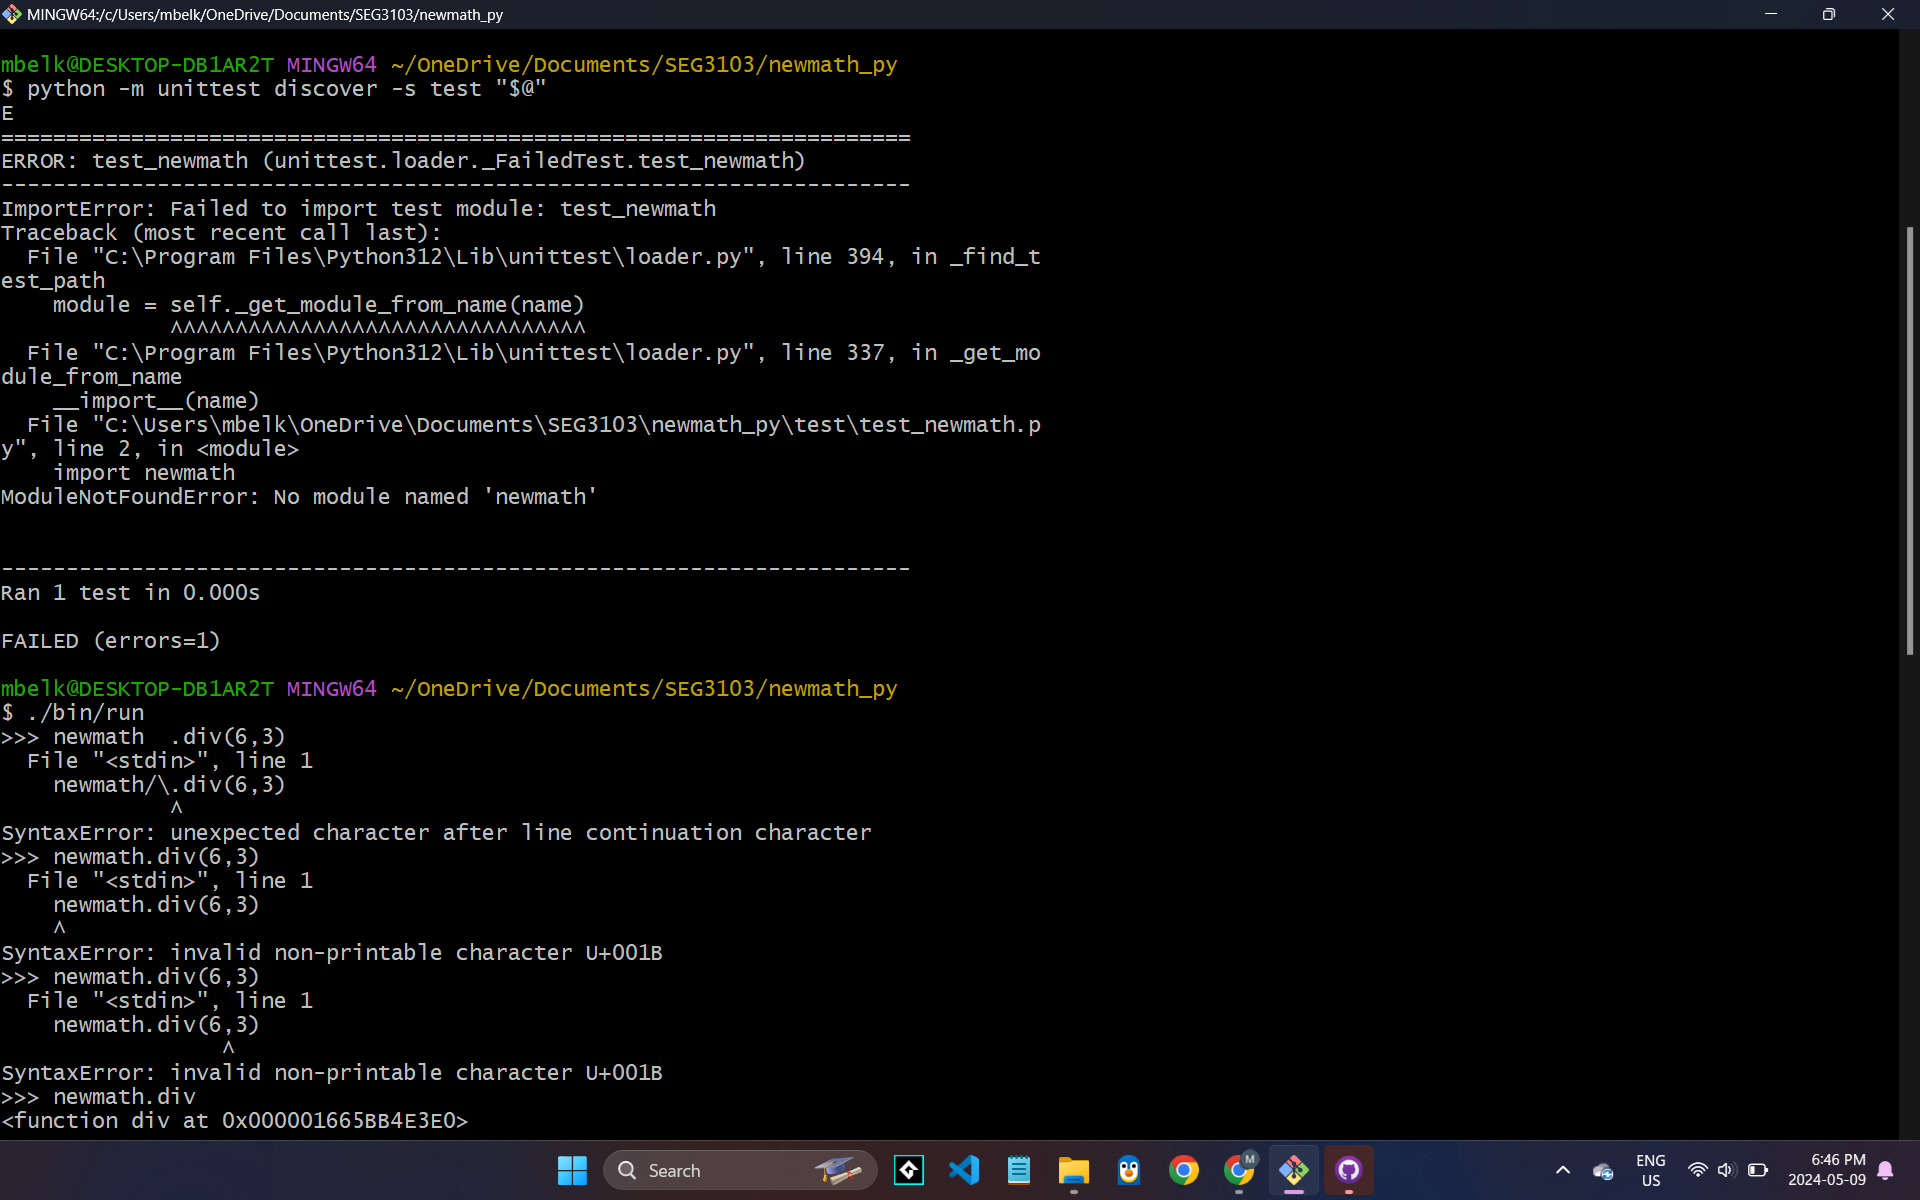 MINGW64:/c/Users/mbelk/OneDrive/Documents/SEG3103/newmath_py
mbelk@DESKTOP-DB1AR2T MINGW64 ~/OneDrive/Documents/SEG3103/newmath_py
$ python -m unittest discover -s test "$@"
E
======================================================================
ERROR: test_newmath (unittest.loader._FailedTest.test_newmath)
----------------------------------------------------------------------
ImportError: Failed to import test module: test_newmath
Traceback (most recent call last):
  File "C:\Program Files\Python312\Lib\unittest\loader.py", line 394, in _find_t
est_path
    module = self._get_module_from_name(name)
             ^^^^^^^^^^^^^^^^^^^^^^^^^^^^^^^^
  File "C:\Program Files\Python312\Lib\unittest\loader.py", line 337, in _get_mo
dule_from_name
    __import__(name)
  File "C:\Users\mbelk\OneDrive\Documents\SEG3103\newmath_py\test\test_newmath.p
y", line 2, in <module>
    import newmath
ModuleNotFoundError: No module named 'newmath'
----------------------------------------------------------------------
Ran 1 test in 0.000s
FAILED (errors=1)
mbelk@DESKTOP-DB1AR2T MINGW64 ~/OneDrive/Documents/SEG3103/newmath_py
$ ./bin/run
>>> newmath  .div(6,3)
  File "<stdin>", line 1
    newmath/\.div(6,3)
             ^
SyntaxError: unexpected character after line continuation character
>>> newmath.div(6,3)
  File "<stdin>", line 1
    newmath.div(6,3)
    ^
SyntaxError: invalid non-printable character U+001B
>>> newmath.div(6,3)
  File "<stdin>", line 1
    newmath.div(6,3)
                 ^
SyntaxError: invalid non-printable character U+001B
>>> newmath.div
<function div at 0x000001665BB4E3E0>
Search
M
ENG
US
6:46 PM
2024-05-09